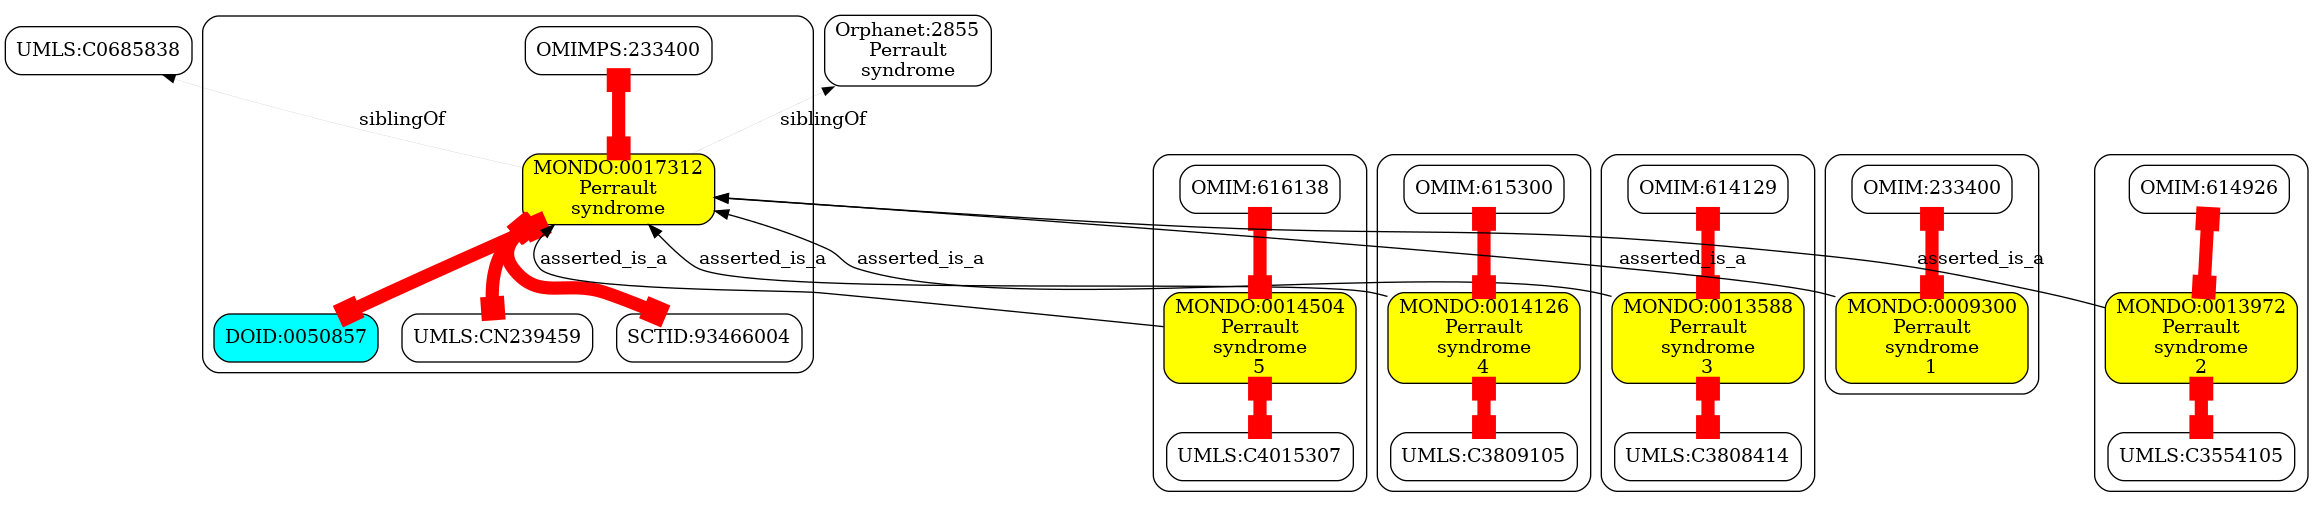 UMLS:C0685838
OMIMPS:233400
Orphanet:2855
Perrault
syndrome
siblingOf
siblingOf
MONDO:0017312
Perrault
syndrome
OMIM:616138
OMIM:615300
OMIM:614129
OMIM:233400
OMIM:614926
asserted_is_a
asserted_is_a
asserted_is_a
asserted_is_a
asserted_is_a
DOID:0050857
UMLS:CN239459
SCTID:93466004
MONDO:0014504
Perrault
syndrome
5
MONDO:0014126
Perrault
syndrome
4
MONDO:0013588
Perrault
syndrome
3
MONDO:0009300
Perrault
syndrome
1
MONDO:0013972
Perrault
syndrome
2
UMLS:C4015307
UMLS:C3809105
UMLS:C3808414
UMLS:C3554105